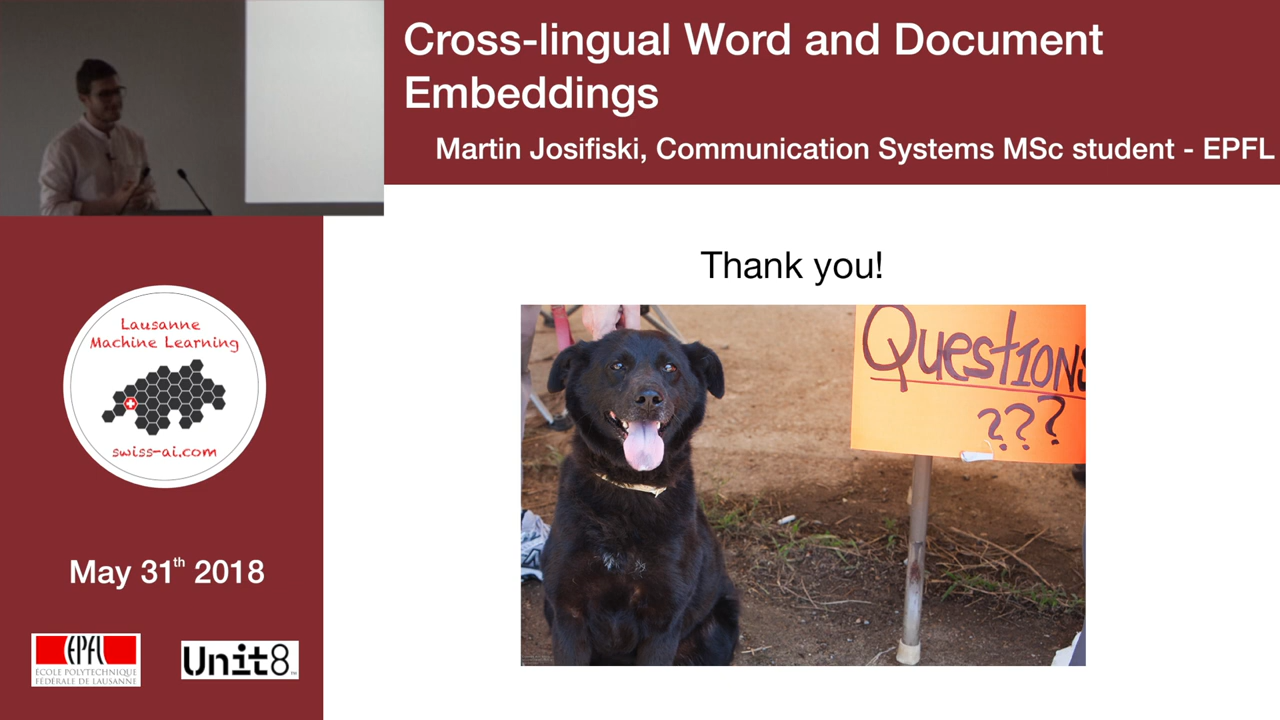 Cross-lingual Word and Document
Embeddings
Martin Josifiski, Communication Systems MSc student - EPFL
Thank you!
Questions
???
Lausanne
Machine Learning
swiss-ai.com
May 31th 2018
EPFL
ÉCOLE POLYTECHNIQUE
FÉDÉRALE DE LAUSANNE
Unit8